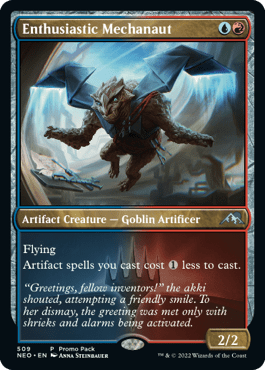 Enthusiastic Mechanaut
Artifact Creature — Goblin Artificer
Flying
Artifact spells you cast cost 1 less to cast.
“Greetings, fellow inventors!” the akki
shouted, attempting a friendly smile. To
her dismay, the greeting was met only with
shrieks and alarms being activated.
2/2
509 P Promo Pack
NEO • EN Anna Steinbauer
™ & © 2022 Wizards of the Coast